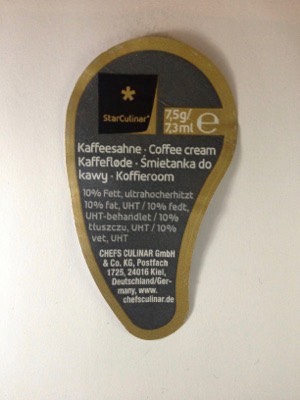 StarCulinar®
7,5g/
7,3ml e
Kaffeesahne · Coffee cream
Kaffefløde · Śmietanka do
kawy · Koffieroom
10% Fett, ultrahocherhitzt
10% fat, UHT / 10% fedt,
UHT-behandlet / 10%
tłuszczu, UHT / 10%
vet, UHT
CHEFS CULINAR GmbH
& Co. KG, Postfach
1725, 24016 Kiel,
Deutschland/Ger-
many, www.
chefsculinar.de